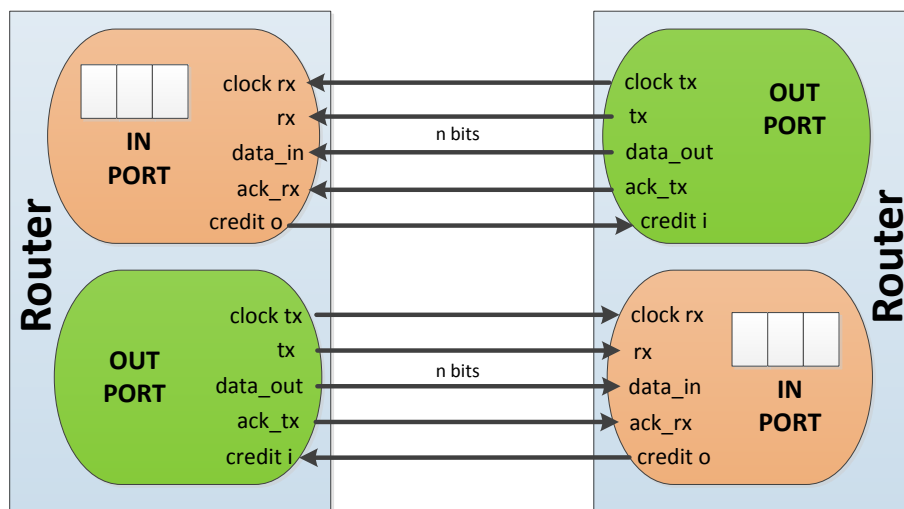 Router
IN
PORT
clock rx
rx
data_in
ack_rx
credit o
n bits
clock tx
tx
data_out
ack_tx
credit i
OUT
PORT
Router
OUT
PORT
clock tx
tx
data_out
ack_tx
credit i
n bits
clock rx
rx
data_in
ack_rx
credit o
IN
PORT